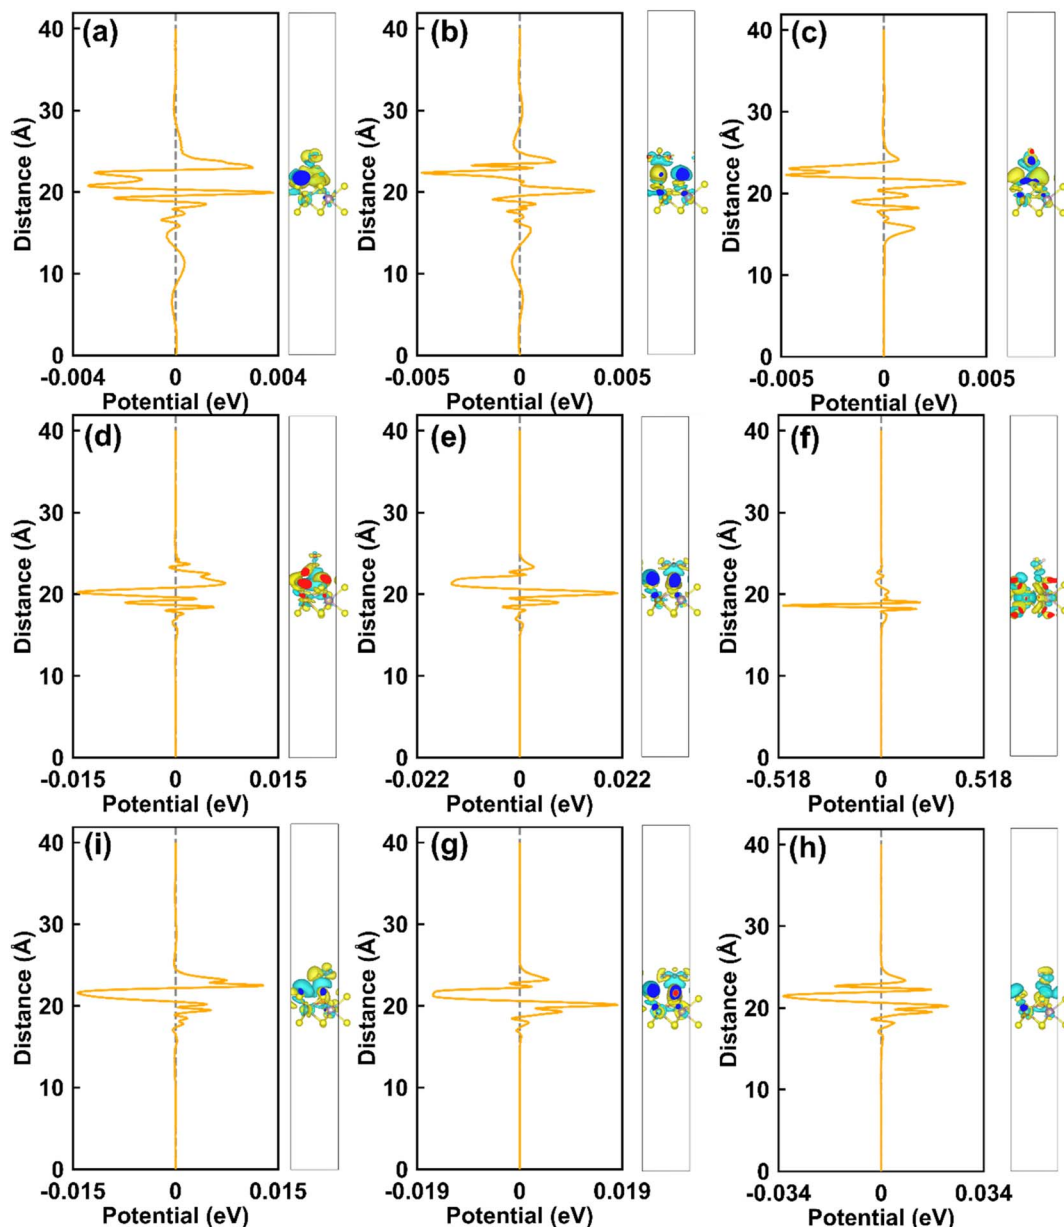 (a)
40
30
20
10
0
Distance (Å)
-0.004 0 0.004
Potential (eV)
(b)
40
30
20
10
0
Distance (Å)
-0.005 0 0.005
Potential (eV)
(c)
40
30
20
10
0
Distance (Å)
-0.005 0 0.005
Potential (eV)
(d)
40
30
20
10
0
Distance (Å)
-0.015 0 0.015
Potential (eV)
(e)
40
30
20
10
0
Distance (Å)
-0.022 0 0.022
Potential (eV)
(f)
40
30
20
10
0
Distance (Å)
-0.518 0 0.518
Potential (eV)
(i)
40
30
20
10
0
Distance (Å)
-0.015 0 0.015
Potential (eV)
(g)
40
30
20
10
0
Distance (Å)
-0.019 0 0.019
Potential (eV)
(h)
40
30
20
10
0
Distance (Å)
-0.034 0 0.034
Potential (eV)